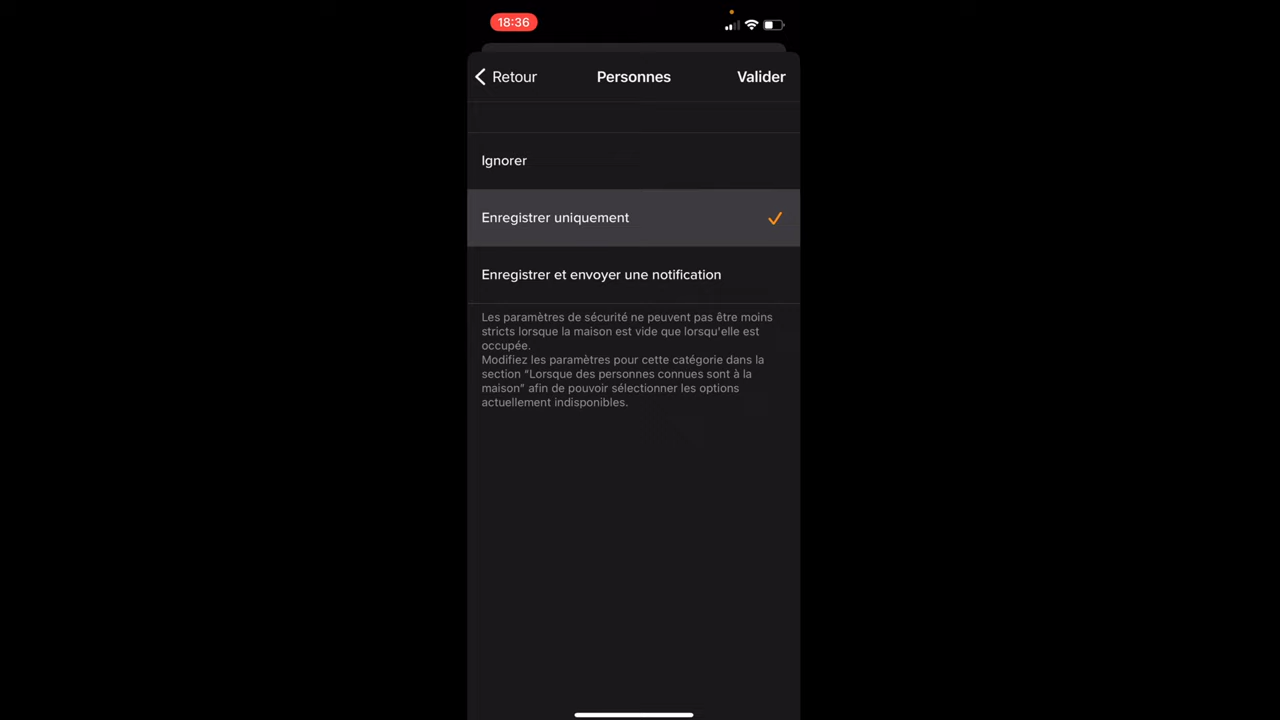 18:36
Retour
Personnes
Valider
Ignorer
Enregistrer uniquement
Enregistrer et envoyer une notification
Les paramètres de sécurité ne peuvent pas être moins
stricts lorsque la maison est vide que lorsqu'elle est
occupée.
Modifiez les paramètres pour cette catégorie dans la
section “Lorsque des personnes connues sont à la
maison” afin de pouvoir sélectionner les options
actuellement indisponibles.